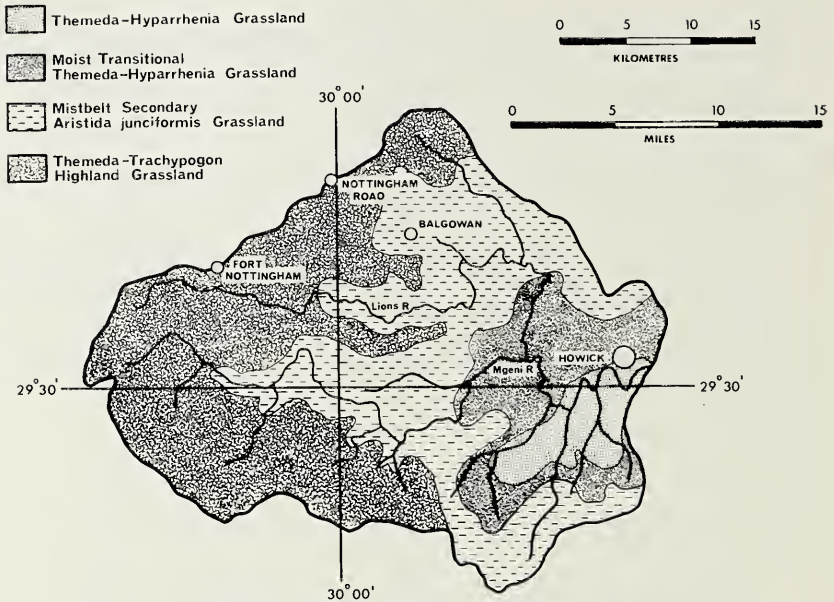 Themeda-Hyparrhenia Grassland
Moist Transitional
Themeda-Hyparrhenia Grassland
Mistbelt Secondary
Aristida junciformis Grassland
Themeda-Trachypogon
Highland Grassland
0 5 10 15
KILOMETRES
0 5 10 15
MILES
30°00'
NOTTINGHAM
ROAD
BALGOWAN
FORT
NOTTINGHAM
Lions R
HOWICK
Mgeni R
29°30'
29°30'
30°00'